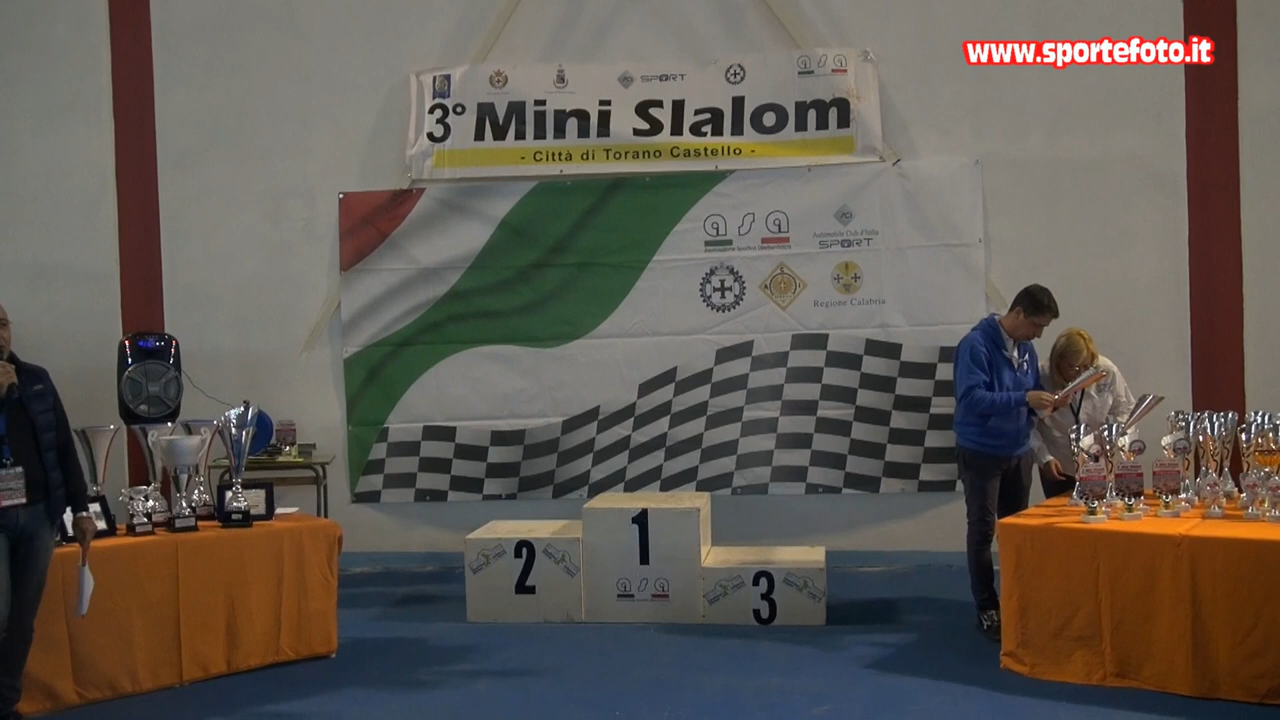 www.sportefoto.it
SPORT
3° Mini Slalom
- Città di Torano Castello -
Automobile Club d'Italia
SPORT
Regione Calabria
2
1
3